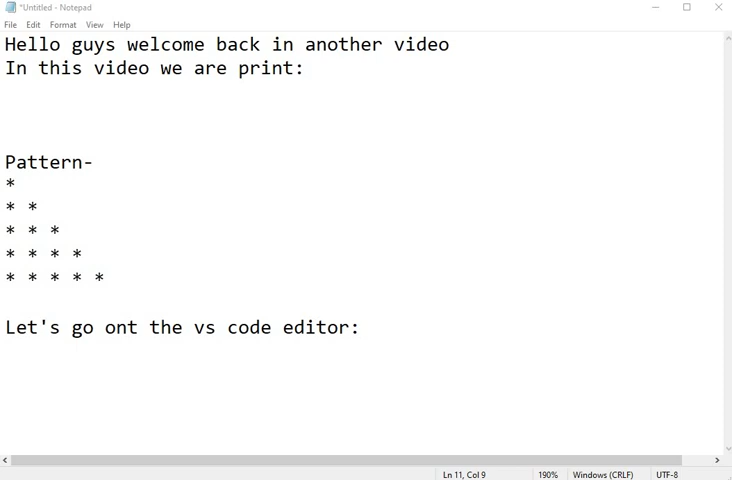 *Untitled - Notepad
File Edit Format View Help
Hello guys welcome back in another video
In this video we are print:
Pattern-
*
* *
* * *
* * * *
* * * * *
Let's go ont the vs code editor:
Ln 11, Col 9 190% Windows (CRLF) UTF-8